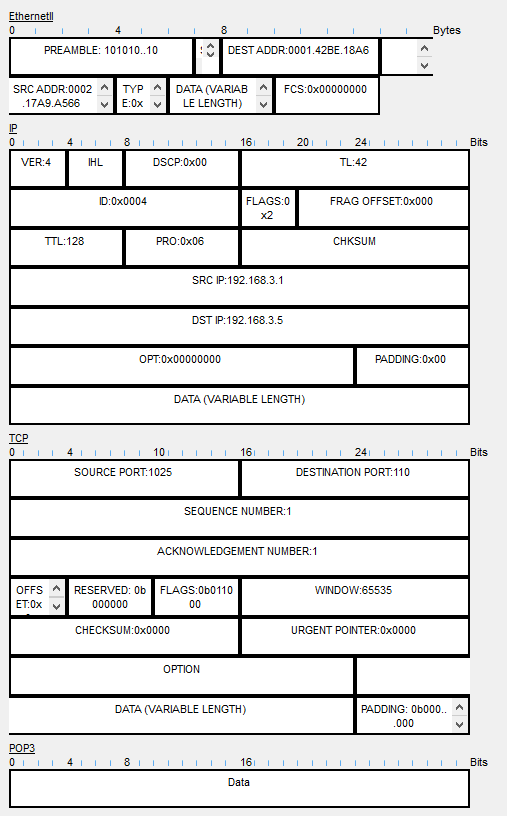 EthernetII
0 4 8 Bytes
PREAMBLE: 101010..10 DEST ADDR:0001.42BE.18A6
SRC ADDR:0002 TYP DATA (VARIAB FCS:0x00000000
.17A9.A566 E:0x LE LENGTH)
IP
0 4 8 16 20 24 Bits
VER:4 IHL DSCP:0x00 TL:42
ID:0x0004 FLAGS:0 FRAG OFFSET:0x000
x2
TTL:128 PRO:0x06 CHKSUM
SRC IP:192.168.3.1
DST IP:192.168.3.5
OPT:0x00000000 PADDING:0x00
DATA (VARIABLE LENGTH)
TCP
0 4 10 16 24 Bits
SOURCE PORT:1025 DESTINATION PORT:110
SEQUENCE NUMBER:1
ACKNOWLEDGEMENT NUMBER:1
OFFS RESERVED: 0b FLAGS:0b0110 WINDOW:65535
ET:0x 000000 00
CHECKSUM:0x0000 URGENT POINTER:0x0000
OPTION
DATA (VARIABLE LENGTH) PADDING: 0b000..
.000
POP3
0 4 8 16 Bits
Data